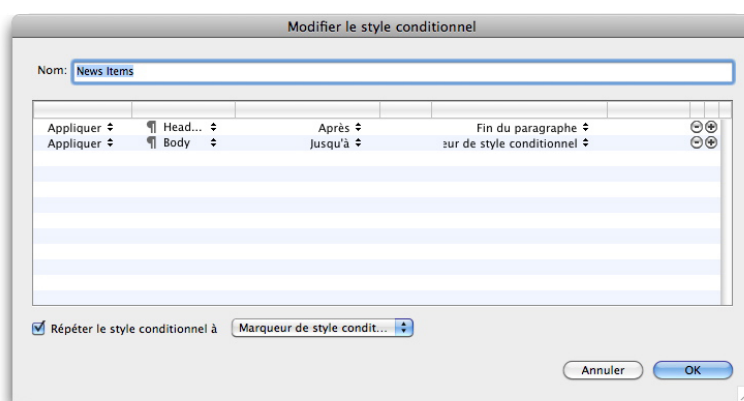 Modifier le style conditionnel
Nom: News Items
Appliquer ¶ Head... Après Fin du paragraphe
Appliquer ¶ Body Jusqu'à eur de style conditionnel
Répéter le style conditionnel à Marqueur de style condit...
Annuler OK